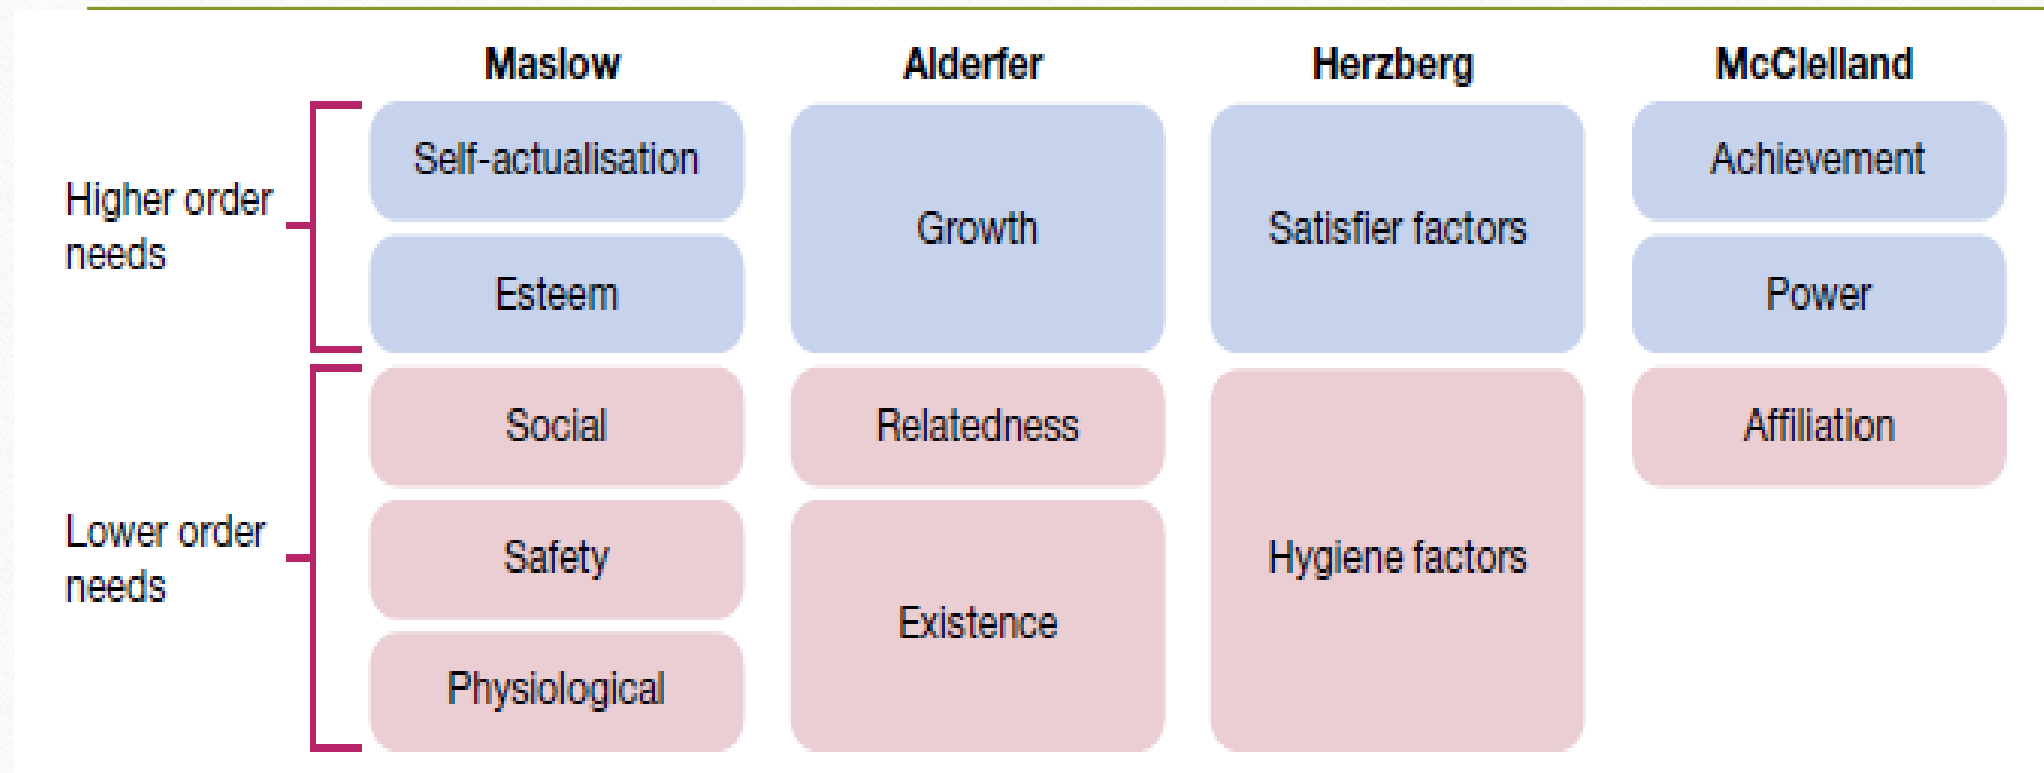 Maslow
Alderfer
Herzberg
McClelland
Higher order
needs
Self-actualisation
Esteem
Growth
Satisfier factors
Achievement
Power
Lower order
needs
Social
Safety
Physiological
Relatedness
Existence
Hygiene factors
Affiliation